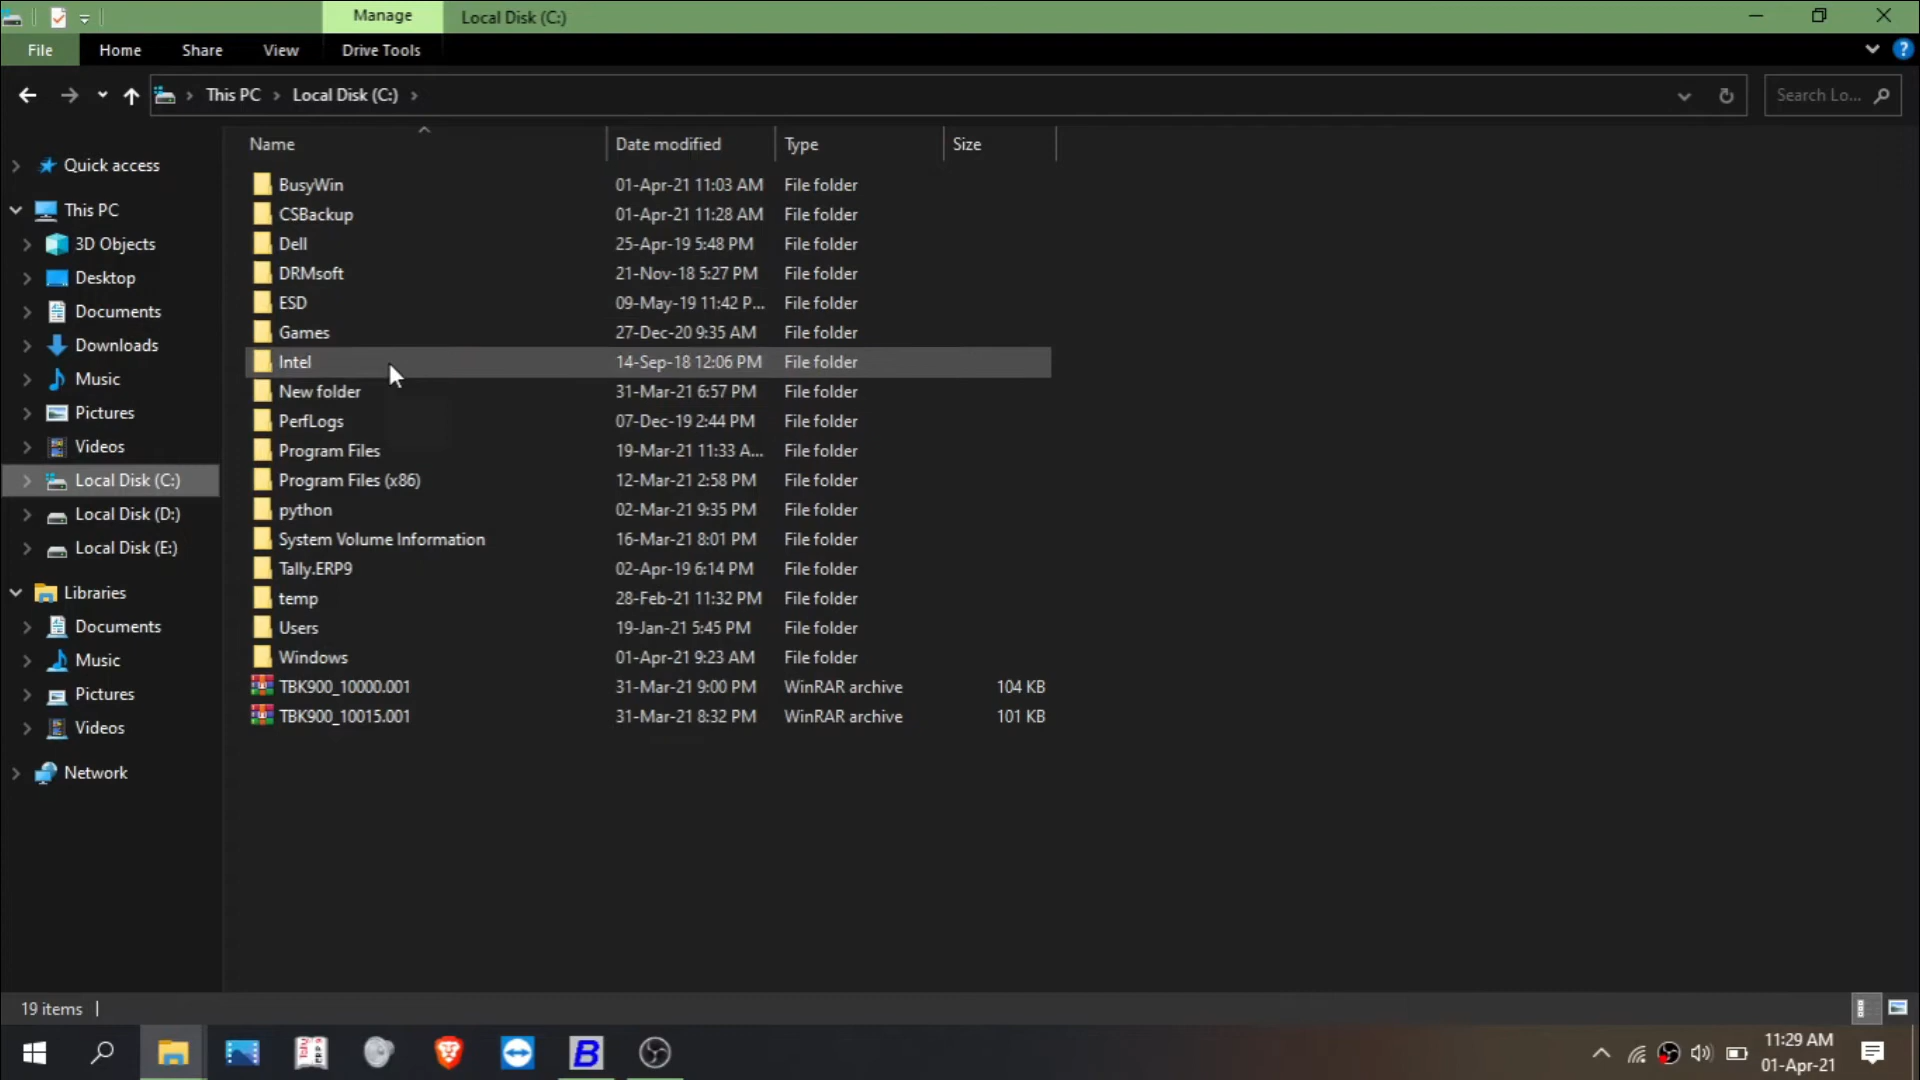 Manage Local Disk (C:)
File Home Share View Drive Tools
This PC Local Disk (C:) Search Lo...
Name Date modified Type Size
Quick access
This PC
3D Objects
Desktop
Documents
Downloads
Music
Pictures
Videos
Local Disk (C:)
Local Disk (D:)
Local Disk (E:)
Libraries
Documents
Music
Pictures
Videos
Network
BusyWin 01-Apr-21 11:03 AM File folder
CSBackup 01-Apr-21 11:28 AM File folder
Dell 25-Apr-19 5:48 PM File folder
DRMsoft 21-Nov-18 5:27 PM File folder
ESD 09-May-19 11:42 P... File folder
Games 27-Dec-20 9:35 AM File folder
Intel 14-Sep-18 12:06 PM File folder
New folder 31-Mar-21 6:57 PM File folder
PerfLogs 07-Dec-19 2:44 PM File folder
Program Files 19-Mar-21 11:33 A... File folder
Program Files (x86) 12-Mar-21 2:58 PM File folder
python 02-Mar-21 9:35 PM File folder
System Volume Information 16-Mar-21 8:01 PM File folder
Tally.ERP9 02-Apr-19 6:14 PM File folder
temp 28-Feb-21 11:32 PM File folder
Users 19-Jan-21 5:45 PM File folder
Windows 01-Apr-21 9:23 AM File folder
TBK900_10000.001 31-Mar-21 9:00 PM WinRAR archive 104 KB
TBK900_10015.001 31-Mar-21 8:32 PM WinRAR archive 101 KB
19 items
B
11:29 AM
01-Apr-21